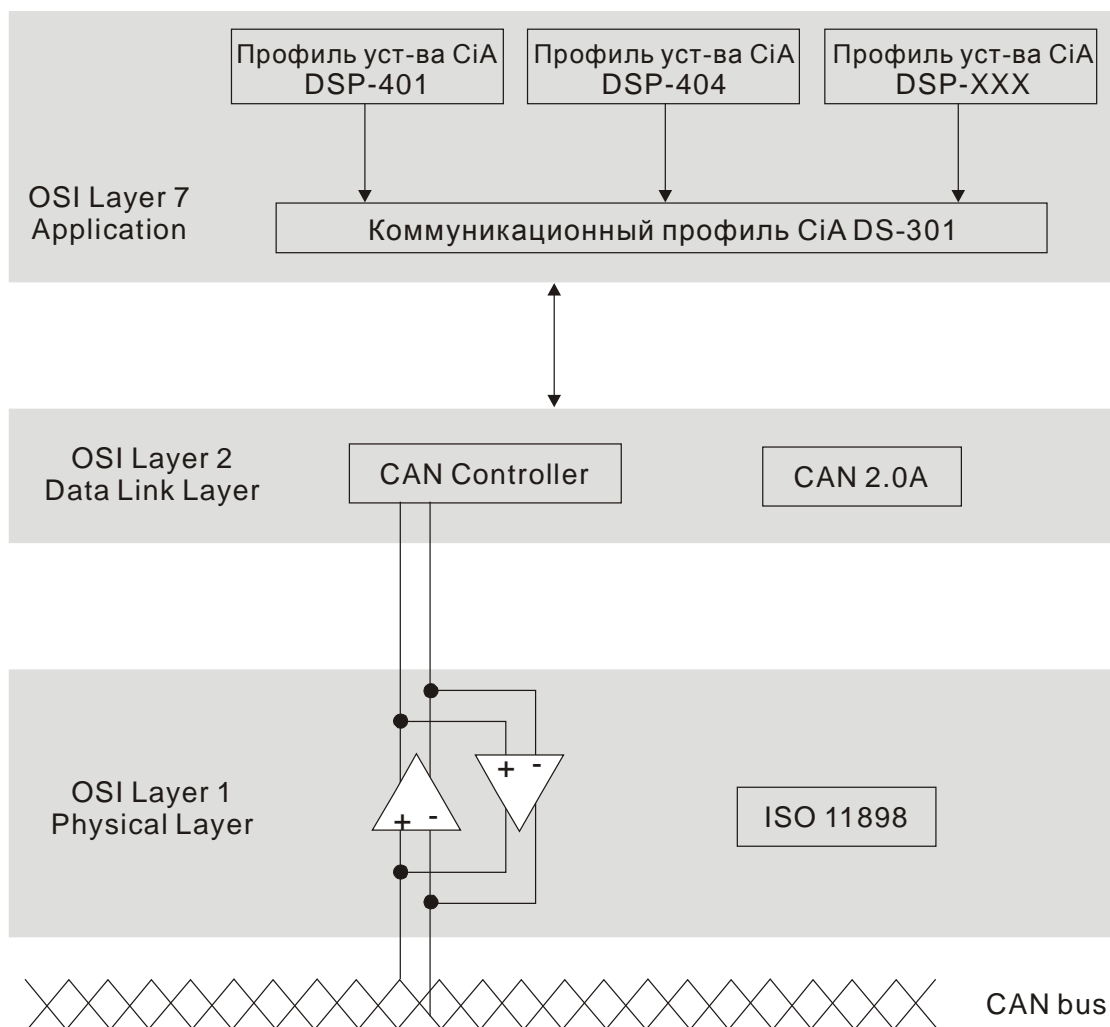 Профиль уст-ва CiA
DSP-401
Профиль уст-ва CiA
DSP-404
Профиль уст-ва CiA
DSP-XXX
OSI Layer 7
Application
Коммуникационный профиль CiA DS-301
OSI Layer 2
Data Link Layer
CAN Controller
CAN 2.0A
OSI Layer 1
Physical Layer
+ -
+ -
ISO 11898
CAN bus